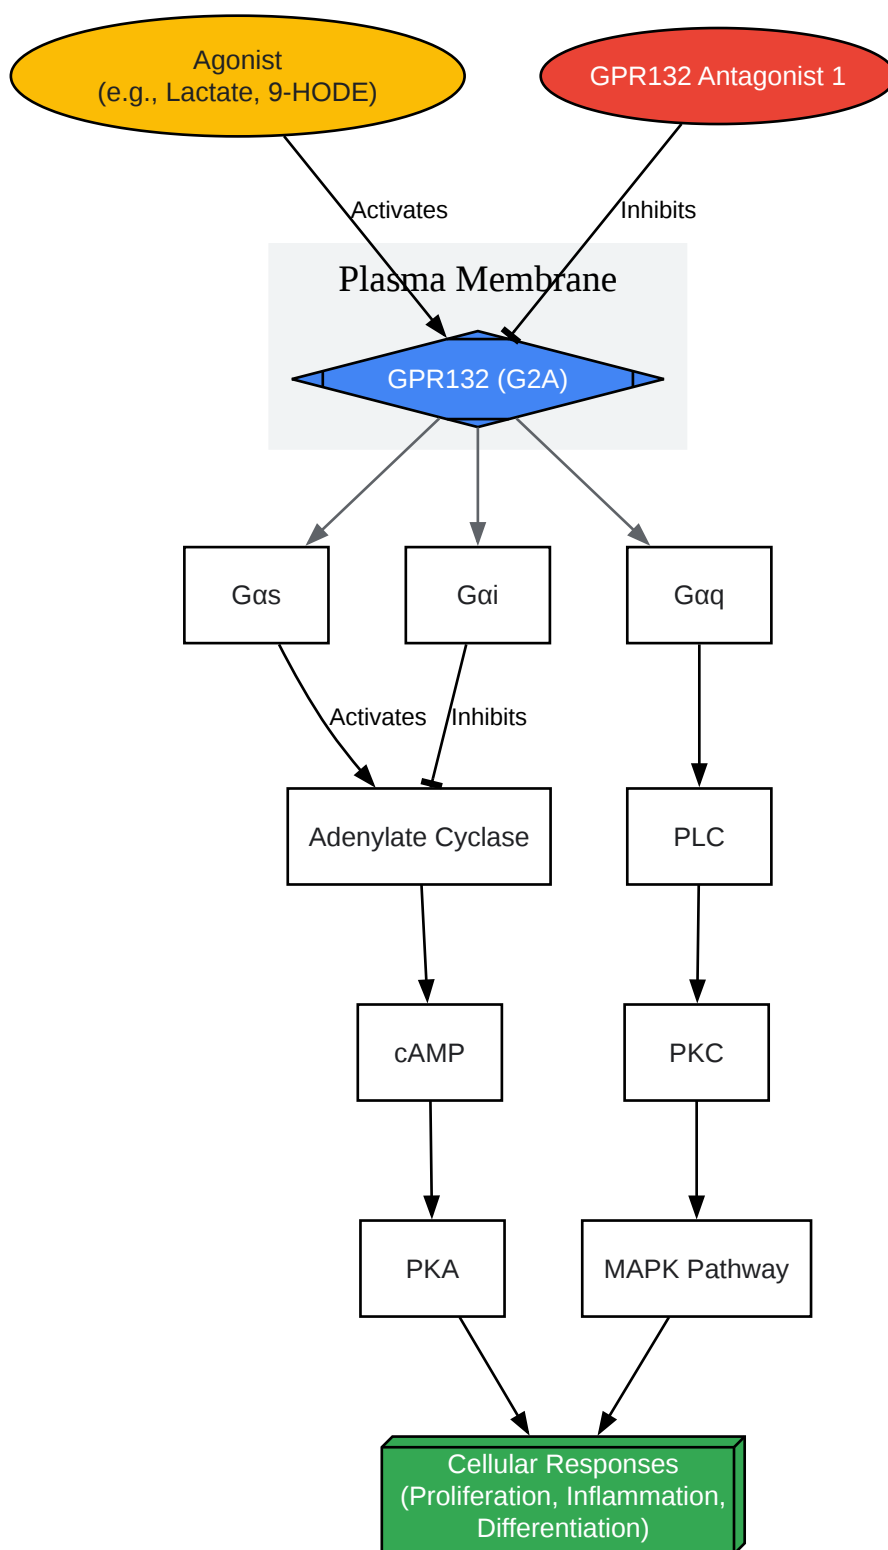 Agonist
(e.g., Lactate, 9-HODE)
GPR132 Antagonist 1
Activates
Inhibits
Plasma Membrane
GPR132 (G2A)
Gαs
Gαi
Gαq
Activates
Inhibits
Adenylate Cyclase
PLC
cAMP
PKC
PKA
MAPK Pathway
Cellular Responses
(Proliferation, Inflammation,
Differentiation)